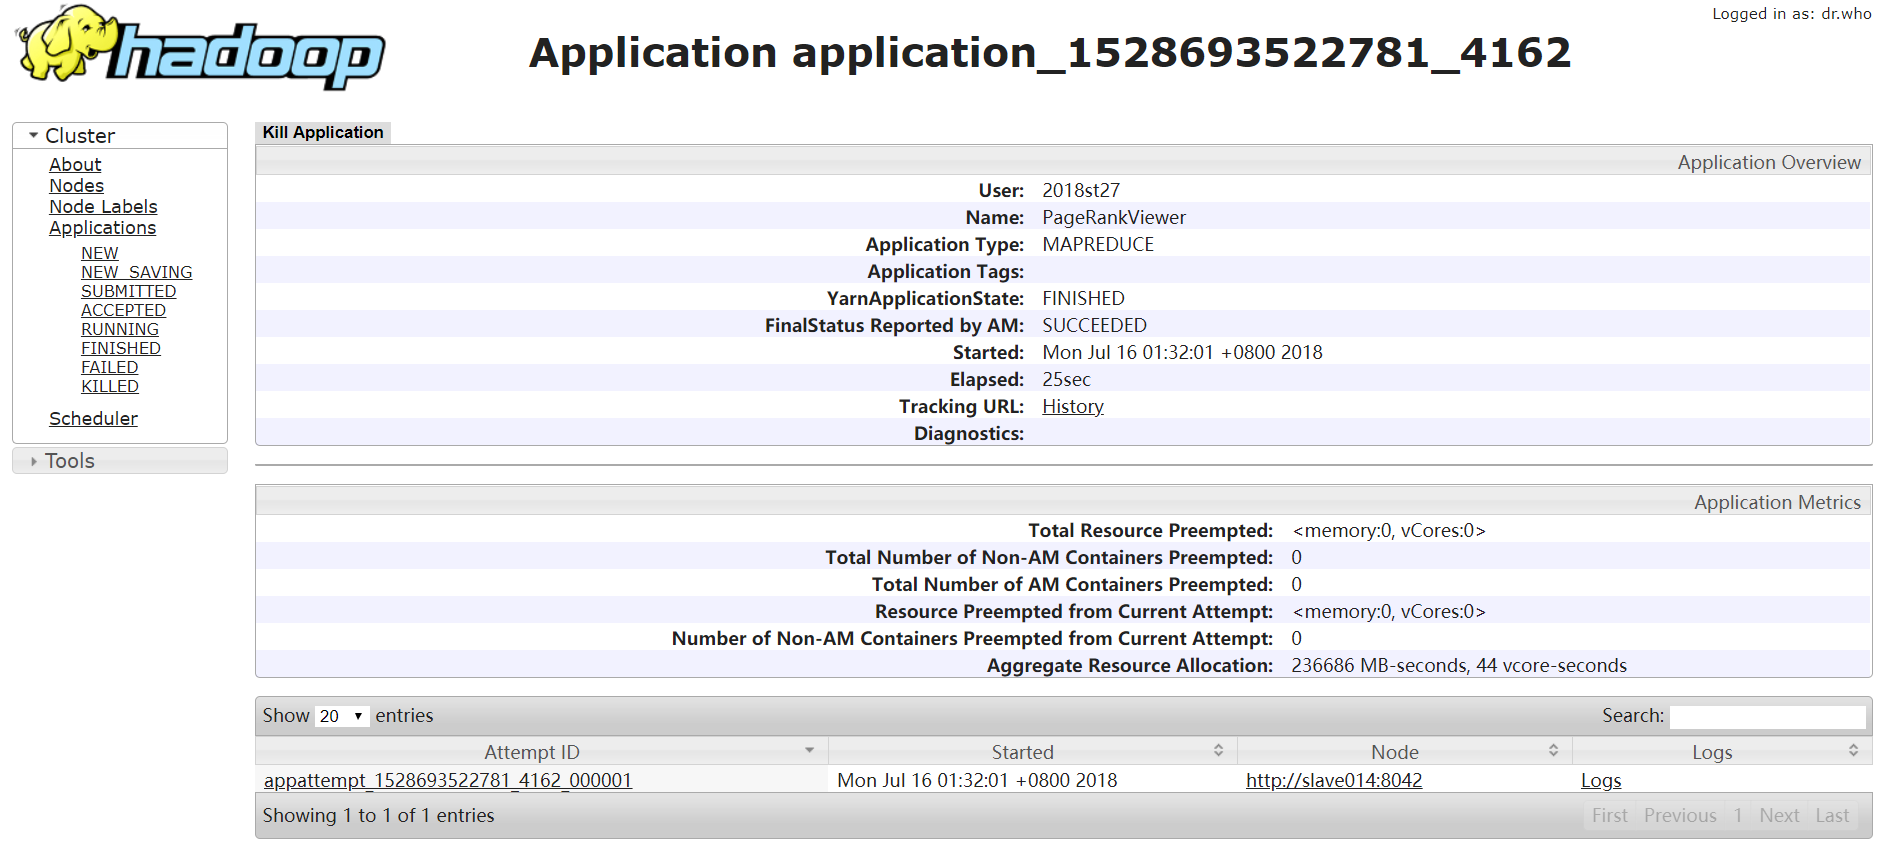 Logged in as: dr.who
hadoop
Application application_1528693522781_4162
Cluster
About
Nodes
Node Labels
Applications
NEW
NEW_SAVING
SUBMITTED
ACCEPTED
RUNNING
FINISHED
FAILED
KILLED
Scheduler
Tools
Kill Application
Application Overview
User: 2018st27
Name: PageRankViewer
Application Type: MAPREDUCE
Application Tags:
YarnApplicationState: FINISHED
FinalStatus Reported by AM: SUCCEEDED
Started: Mon Jul 16 01:32:01 +0800 2018
Elapsed: 25sec
Tracking URL: History
Diagnostics:
Application Metrics
Total Resource Preempted: <memory:0, vCores:0>
Total Number of Non-AM Containers Preempted: 0
Total Number of AM Containers Preempted: 0
Resource Preempted from Current Attempt: <memory:0, vCores:0>
Number of Non-AM Containers Preempted from Current Attempt: 0
Aggregate Resource Allocation: 236686 MB-seconds, 44 vcore-seconds
Show 20 entries Search:
Attempt ID Started Node Logs
appattempt_1528693522781_4162_000001 Mon Jul 16 01:32:01 +0800 2018 http://slave014:8042 Logs
Showing 1 to 1 of 1 entries First Previous 1 Next Last